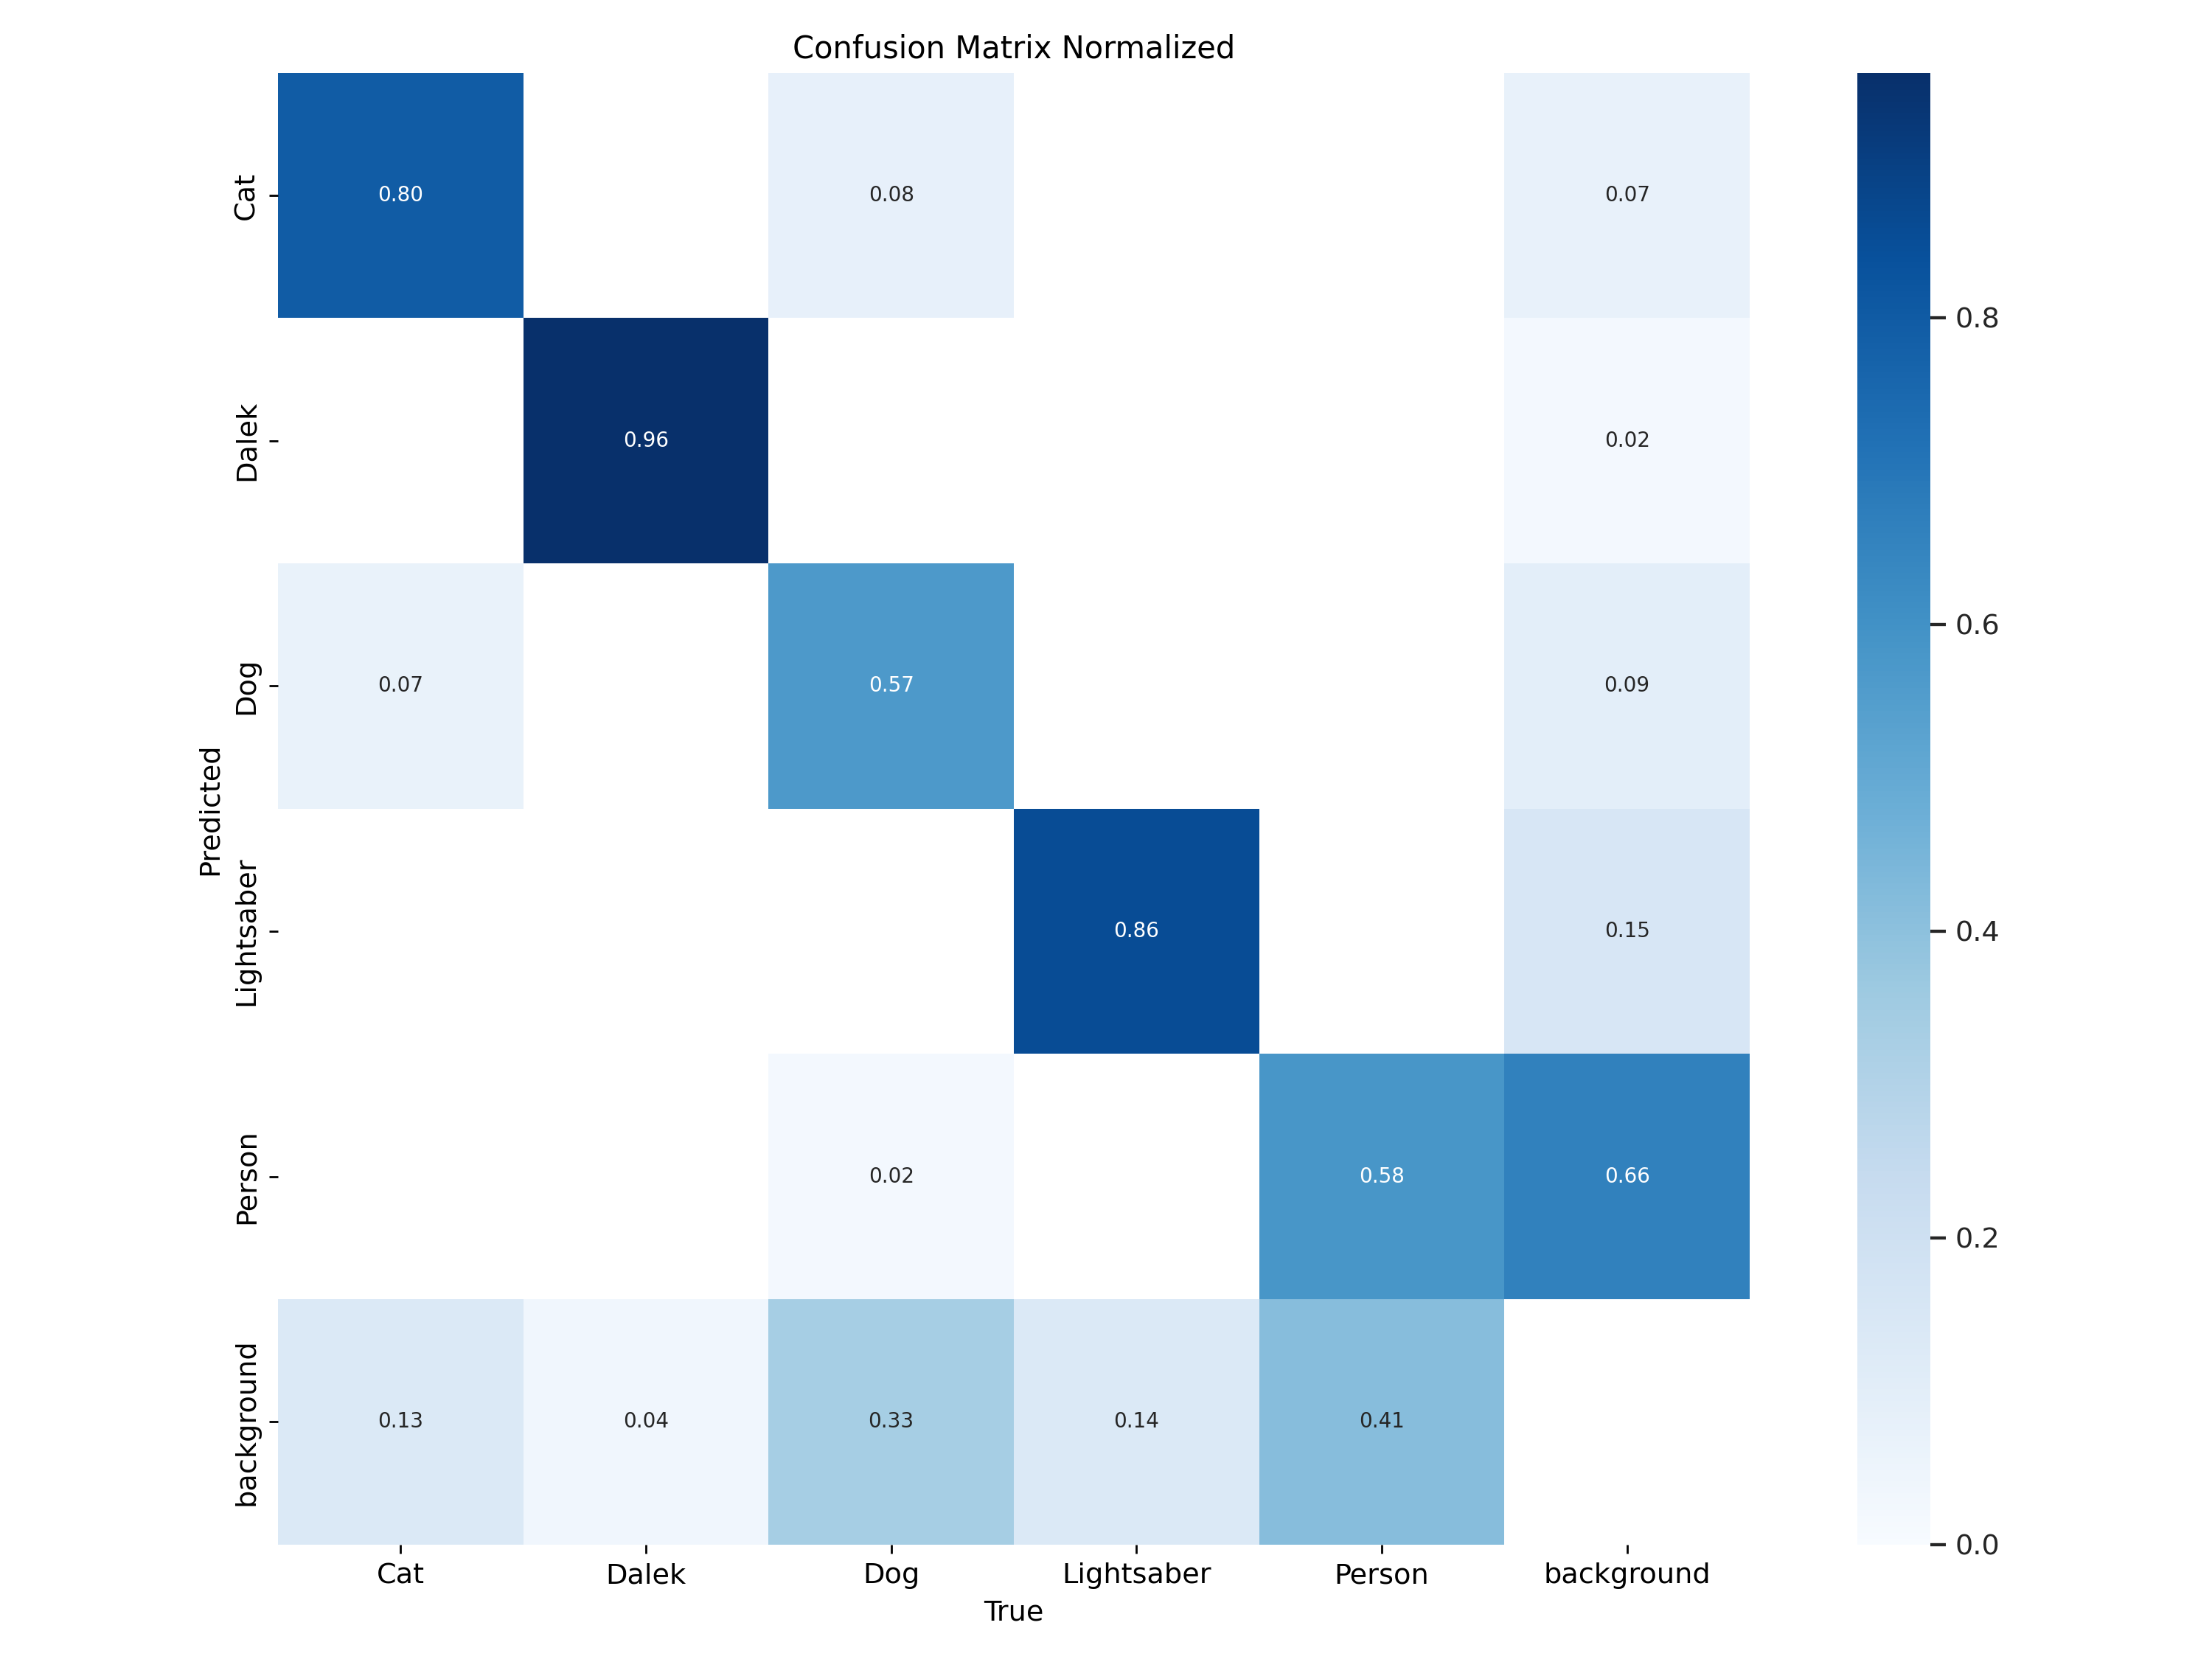 Confusion Matrix Normalized
Cat
0.80
0.08
0.07
0.8
Dalek
0.96
0.02
0.6
Dog
0.07
0.57
0.09
Predicted
Lightsaber
0.86
0.15
0.4
Person
0.02
0.58
0.66
0.2
background
0.13
0.04
0.33
0.14
0.41
0.0
Cat
Dalek
Dog
Lightsaber
Person
background
True